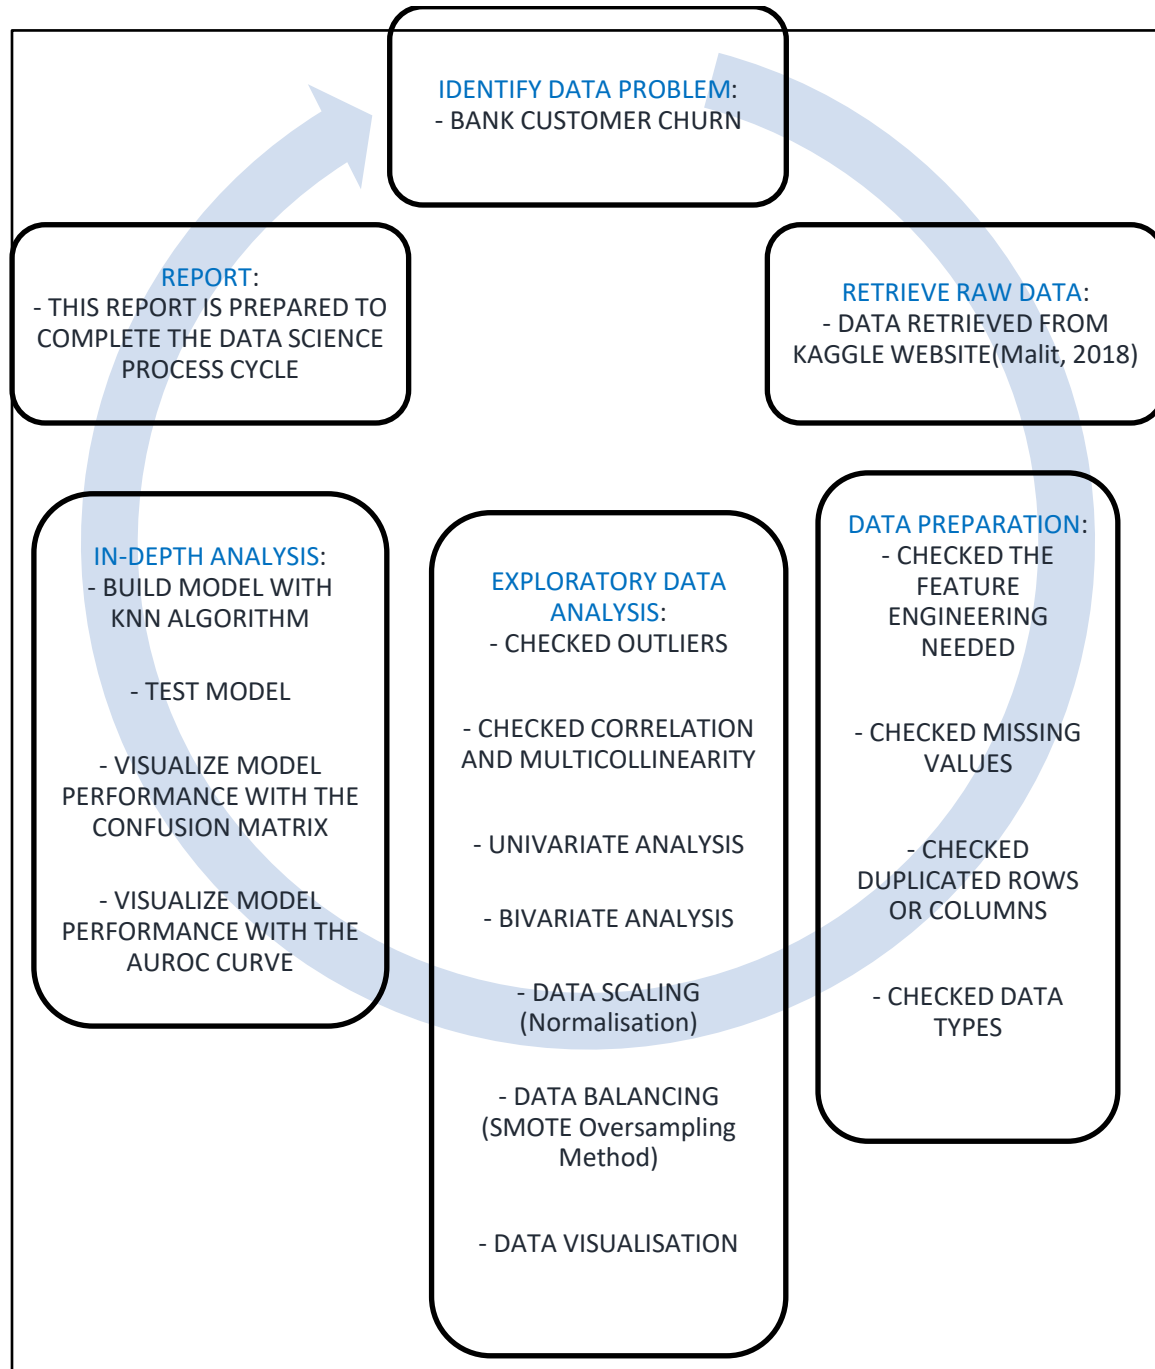 IDENTIFY DATA PROBLEM:
- BANK CUSTOMER CHURN
RETRIEVE RAW DATA:
- DATA RETRIEVED FROM
KAGGLE WEBSITE(Malit, 2018)
DATA PREPARATION:
- CHECKED THE
FEATURE
ENGINEERING
NEEDED
- CHECKED MISSING
VALUES
- CHECKED
DUPLICATED ROWS
OR COLUMNS
- CHECKED DATA
TYPES
EXPLORATORY DATA
ANALYSIS:
- CHECKED OUTLIERS
- CHECKED CORRELATION
AND MULTICOLLINEARITY
- UNIVARIATE ANALYSIS
- BIVARIATE ANALYSIS
- DATA SCALING
(Normalisation)
- DATA BALANCING
(SMOTE Oversampling
Method)
- DATA VISUALISATION
IN-DEPTH ANALYSIS:
- BUILD MODEL WITH
KNN ALGORITHM
- TEST MODEL
- VISUALIZE MODEL
PERFORMANCE WITH THE
CONFUSION MATRIX
- VISUALIZE MODEL
PERFORMANCE WITH THE
AUROC CURVE
REPORT:
- THIS REPORT IS PREPARED TO
COMPLETE THE DATA SCIENCE
PROCESS CYCLE